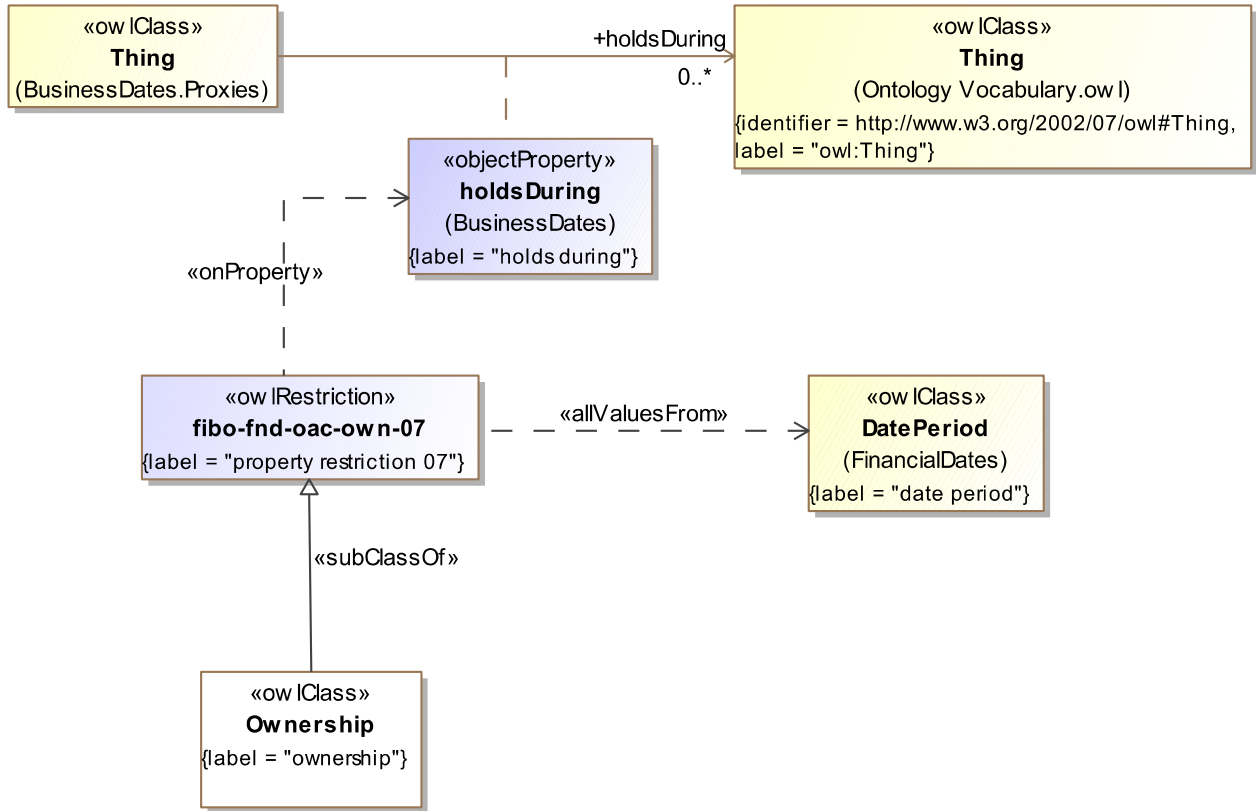 «owlClass»
Thing
(BusinessDates.Proxies)
+holdsDuring
0..*
«owlClass»
Thing
(Ontology Vocabulary.owl)
{identifier = http://www.w3.org/2002/07/owl#Thing,
label = "owl:Thing"}
«objectProperty»
holdsDuring
(BusinessDates)
{label = "holds during"}
«onProperty»
«owlRestriction»
fibo-fnd-oac-own-07
{label = "property restriction 07"}
«allValuesFrom»
«owlClass»
DatePeriod
(FinancialDates)
{label = "date period"}
«subClassOf»
«owlClass»
Ownership
{label = "ownership"}